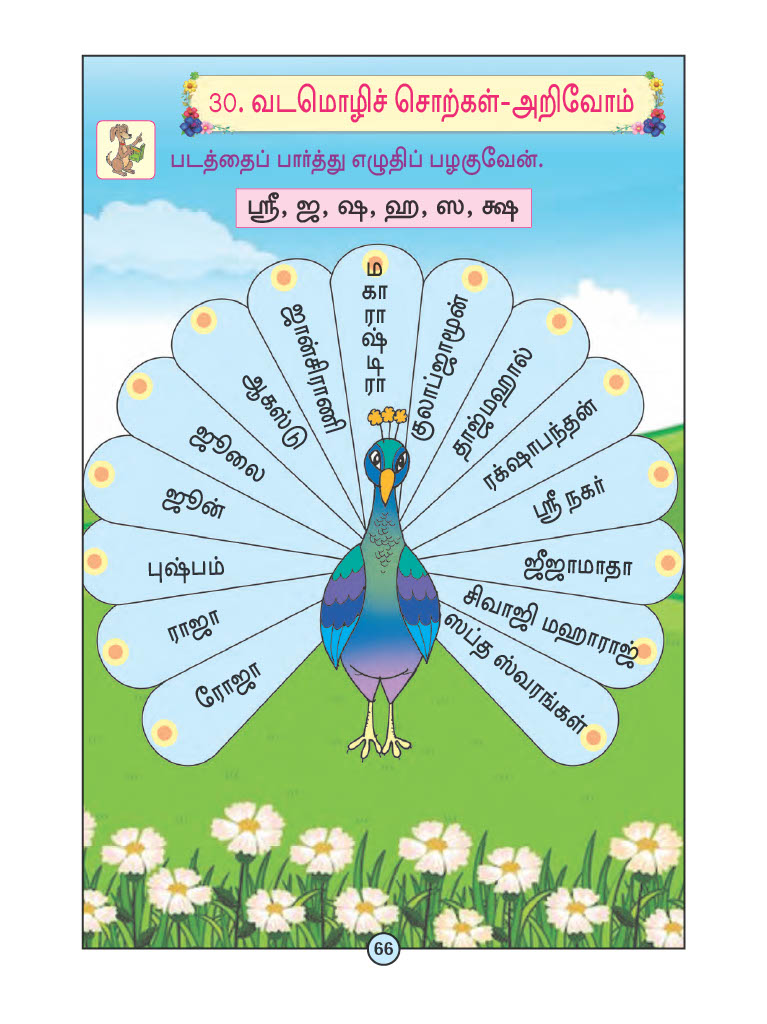 30. வடமொழிச் சொற்கள்-அறிவோம்
படத்தைப் பார்த்து எழுதிப் பழகுவேன்.
ஸ்ரீ, ஜ, ஷ, ஹ, ஸ, க்ஷ
ரோஜா
ராஜா
புஷ்பம்
ஜூன்
ஜூலை
ஆகஸ்டு
ஜான்சிராணி
மகாராஷ்டிரா
குலாப்ஜாமூன்
தாஜ்மஹால்
ரக்ஷாபந்தன்
ஸ்ரீ நகர்
ஜீஜாமாதா
சிவாஜி மஹாராஜ்
ஸப்த ஸ்வரங்கள்
66